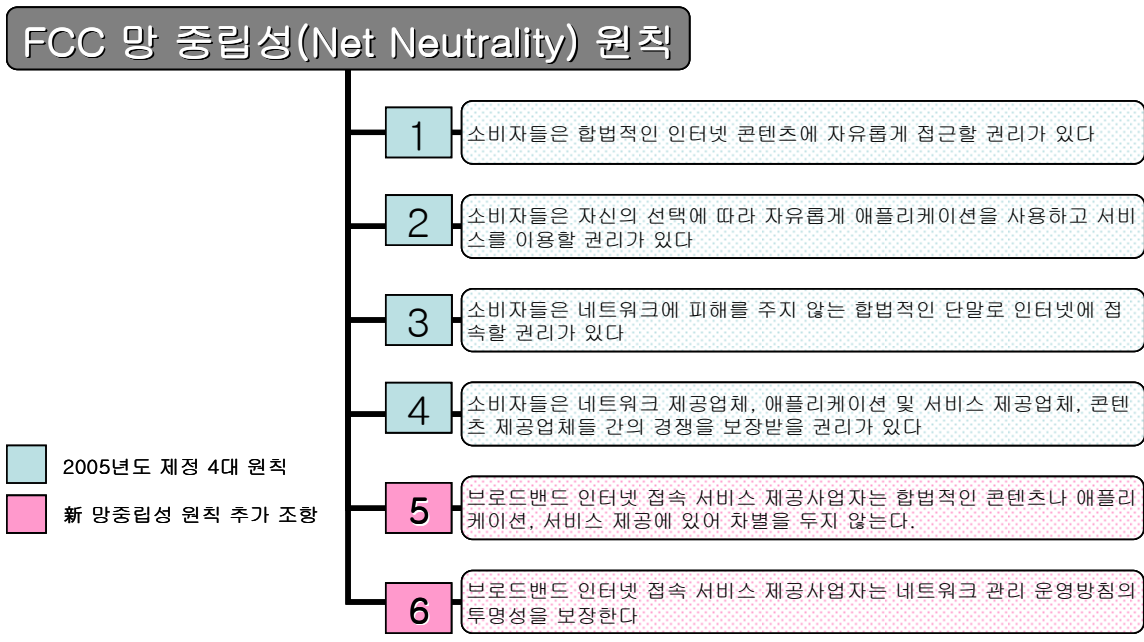 FCC 망 중립성(Net Neutrality) 원칙
1
소비자들은 합법적인 인터넷 콘텐츠에 자유롭게 접근할 권리가 있다
2
소비자들은 자신의 선택에 따라 자유롭게 애플리케이션을 사용하고 서비
스를 이용할 권리가 있다
3
소비자들은 네트워크에 피해를 주지 않는 합법적인 단말로 인터넷에 접
속할 권리가 있다
4
소비자들은 네트워크 제공업체, 애플리케이션 및 서비스 제공업체, 콘텐
츠 제공업체들 간의 경쟁을 보장받을 권리가 있다
5
브로드밴드 인터넷 접속 서비스 제공사업자는 합법적인 콘텐츠나 애플리
케이션, 서비스 제공에 있어 차별을 두지 않는다.
6
브로드밴드 인터넷 접속 서비스 제공사업자는 네트워크 관리 운영방침의
투명성을 보장한다
2005년도 제정 4대 원칙
新 망중립성 원칙 추가 조항